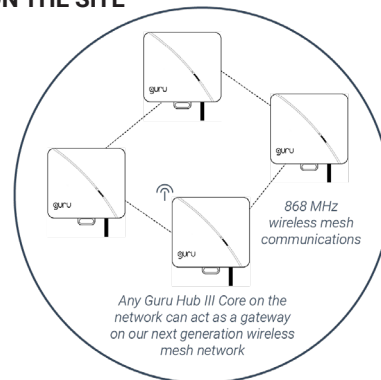 ON THE SITE
guru
guru
guru
guru
868 MHz
wireless mesh
communications
Any Guru Hub III Core on the
network can act as a gateway
on our next generation wireless
mesh network